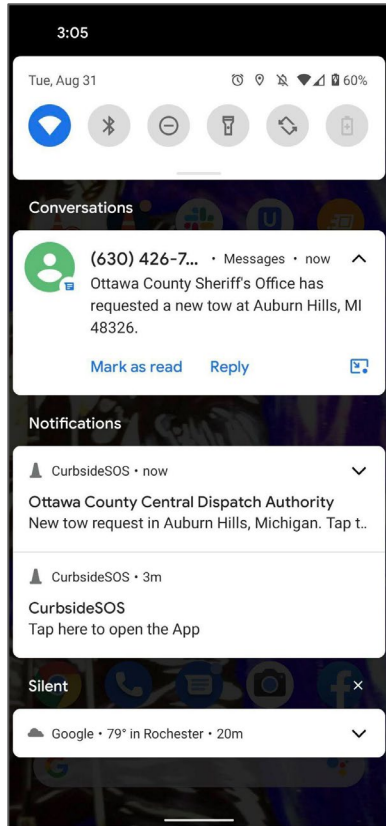 3:05
Tue, Aug 31
60%
Conversations
(630) 426-7... • Messages • now
Ottawa County Sheriff's Office has
requested a new tow at Auburn Hills, MI
48326.
Mark as read Reply
Notifications
CurbsideSOS • now
Ottawa County Central Dispatch Authority
New tow request in Auburn Hills, Michigan. Tap t..
CurbsideSOS • 3m
CurbsideSOS
Tap here to open the App
Silent
Google • 79° in Rochester • 20m